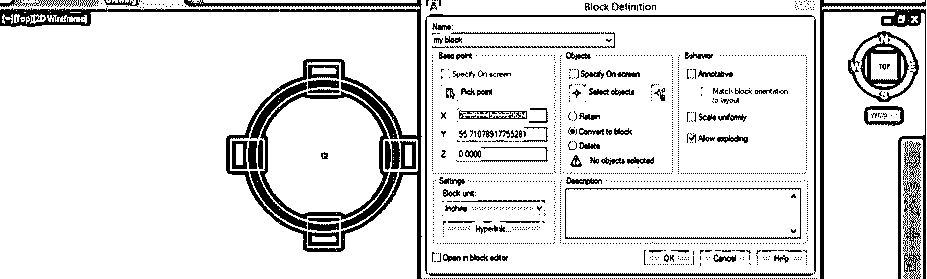 [-][Top][2D Wireframe]
12
Block Definition
Name:
my block
Base point
Specify On screen
Pick point
X
Y 55.71078917755281
Z 0.0000
Objects
Specify On screen
Select objects
Retain
Convert to block
Delete
No objects selected
Behavior
Annotative
Match block orientation
to layout
Scale uniformly
Allow exploding
Settings
Block unit:
Inches
Hyperlink...
Description
Open in block editor
OK
Cancel
Help
TOP